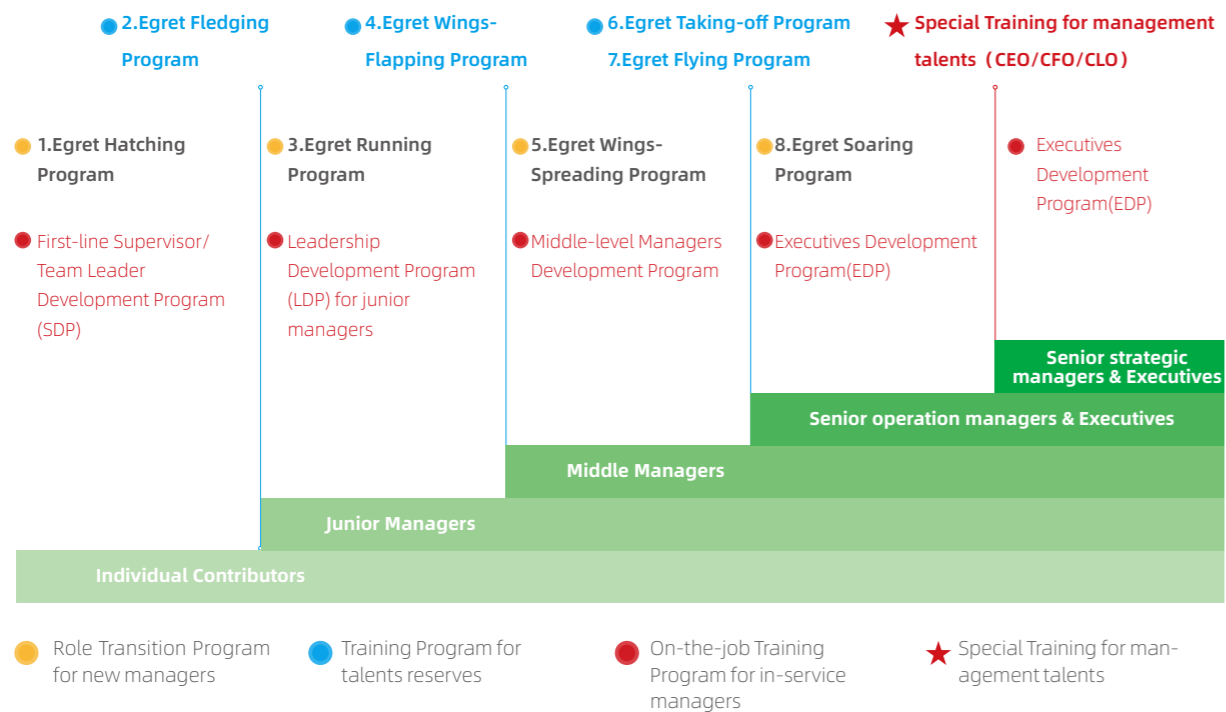 2.Egret Fledging
Program
4.Egret Wings-
Flapping Program
6.Egret Taking-off Program
7.Egret Flying Program
Special Training for management
talents（CEO/CFO/CLO）
1.Egret Hatching
Program
3.Egret Running
Program
5.Egret Wings-
Spreading Program
8.Egret Soaring
Program
Executives
Development
Program(EDP)
First-line Supervisor/
Team Leader
Development Program
(SDP)
Leadership
Development Program
(LDP) for junior
managers
Middle-level Managers
Development Program
Executives Development
Program(EDP)
Senior strategic
managers & Executives
Senior operation managers & Executives
Middle Managers
Junior Managers
Individual Contributors
Role Transition Program
for new managers
Training Program for
talents reserves
On-the-job Training
Program for in-service
managers
Special Training for man-
agement talents